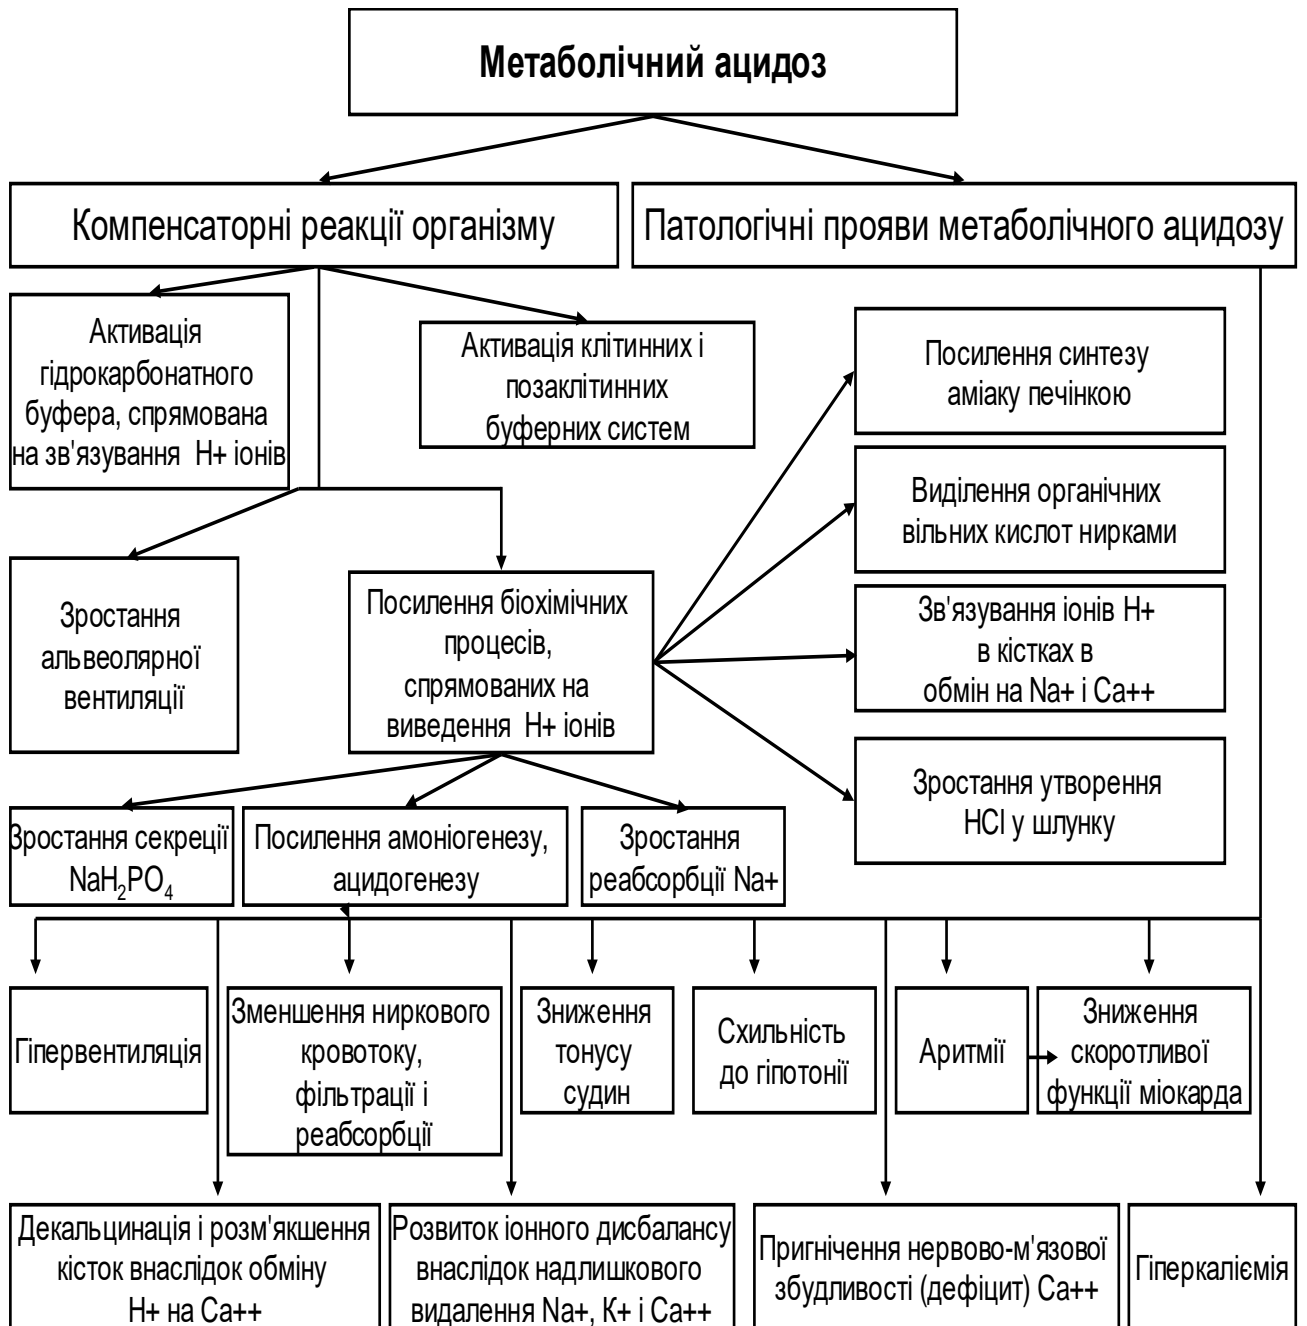 Метаболічний ацидоз
Компенсаторні реакції організму
Патологічні прояви метаболічного ацидозу
Активація
гідрокарбонатного
буфера, спрямована
на зв'язування Н+ іонів
Активація клітинних і
позаклітинних
буферних систем
Посилення синтезу
аміаку печінкою
Виділення органічних
вільних кислот нирками
Зростання
альвеолярної
вентиляції
Посилення біохімічних
процесів,
спрямованих на
виведення Н+ іонів
Зв'язування іонів Н+
в кістках в
обмін на Na+ і Са++
Зростання утворення
HCl у шлунку
Зростання секреції
NaH₂PO₄
Посилення амоніогенезу,
ацидогенезу
Зростання
реабсорбції Na+
Гіпервентиляція
Зменшення ниркового
кровотоку,
фільтрації і
реабсорбції
Зниження
тонусу
судин
Схильність
до гіпотонії
Аритмії
Зниження
скоротливої
функції міокарда
Декальцинація і розм'якшення
кісток внаслідок обміну
Н+ на Са++
Розвиток іонного дисбалансу
внаслідок надлишкового
видалення Na+, К+ і Са++
Пригнічення нервово-м'язової
збудливості (дефіцит) Са++
Гіперкаліємія